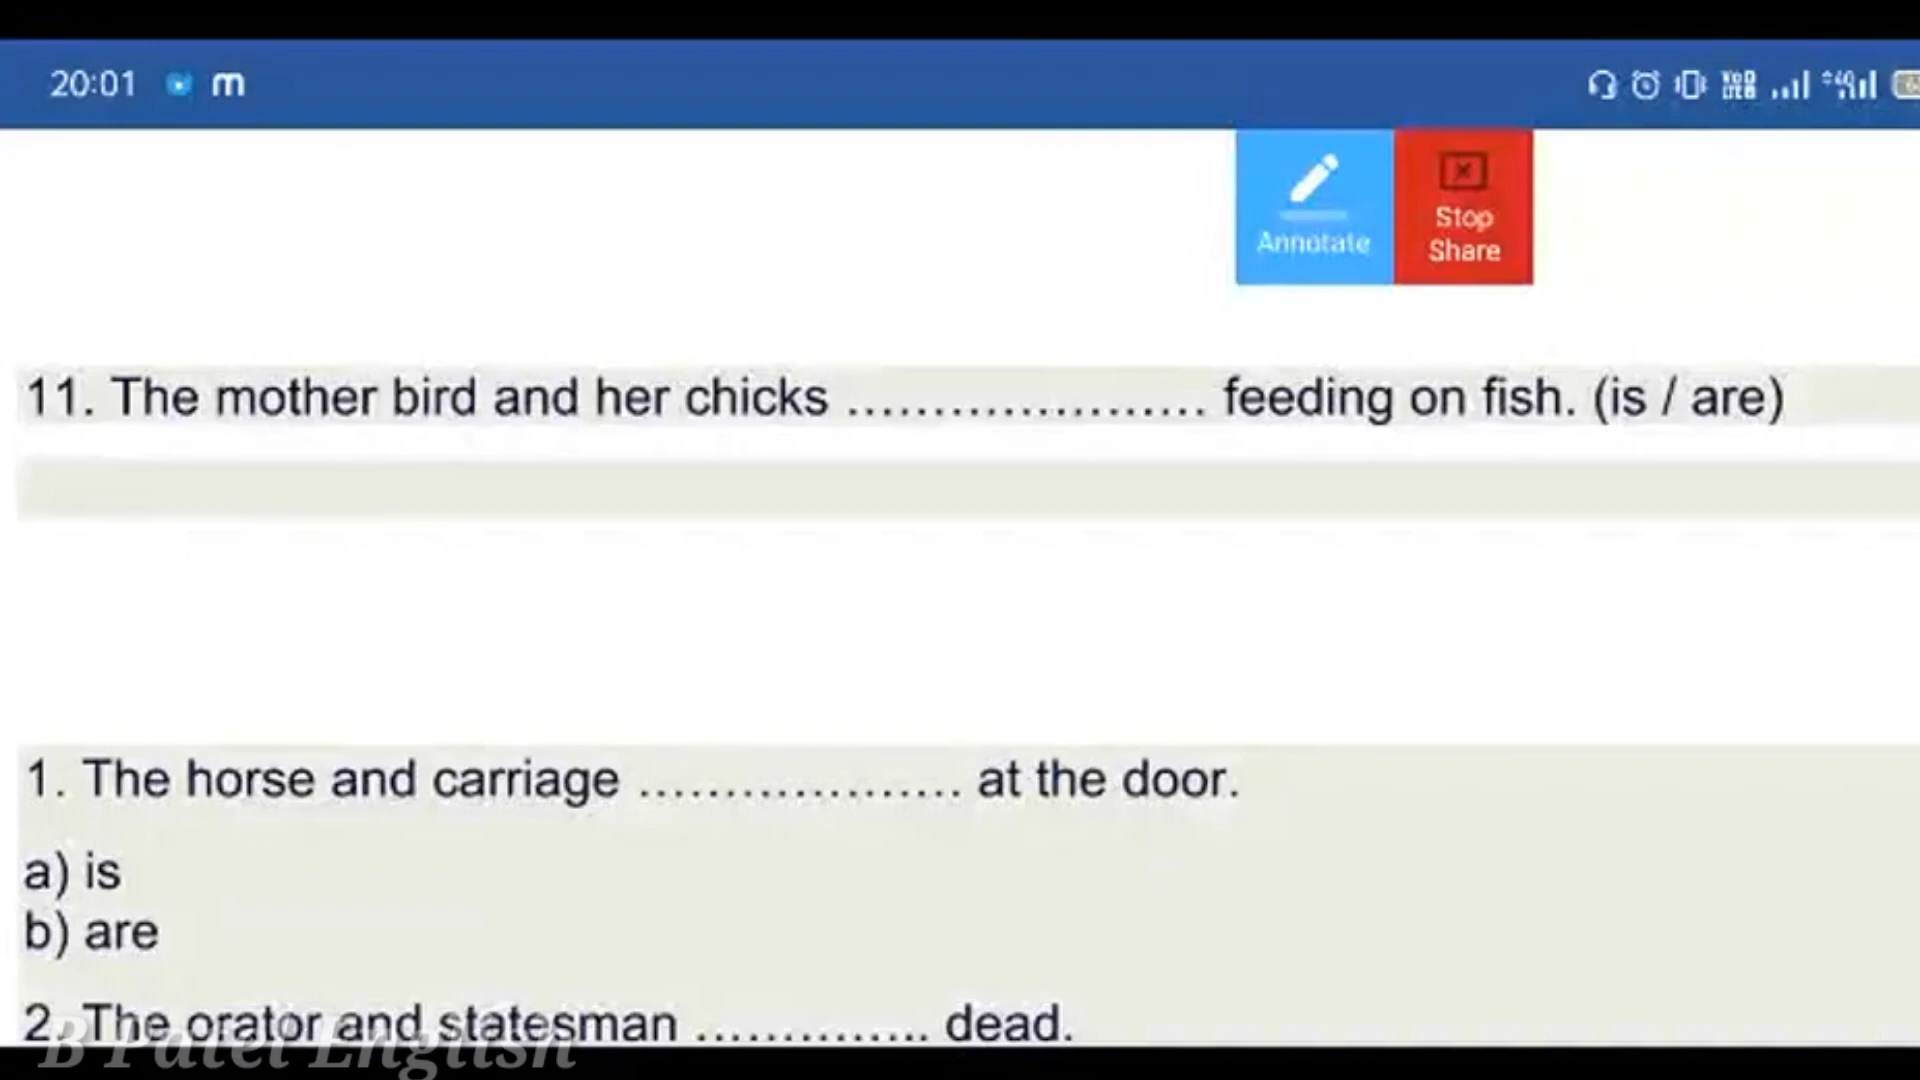 20:01 m
Annotate
Stop
Share
11. The mother bird and her chicks ..................... feeding on fish. (is / are)
1. The horse and carriage ................... at the door.
a) is
b) are
2. The orator and statesman .............. dead.
B Patel English